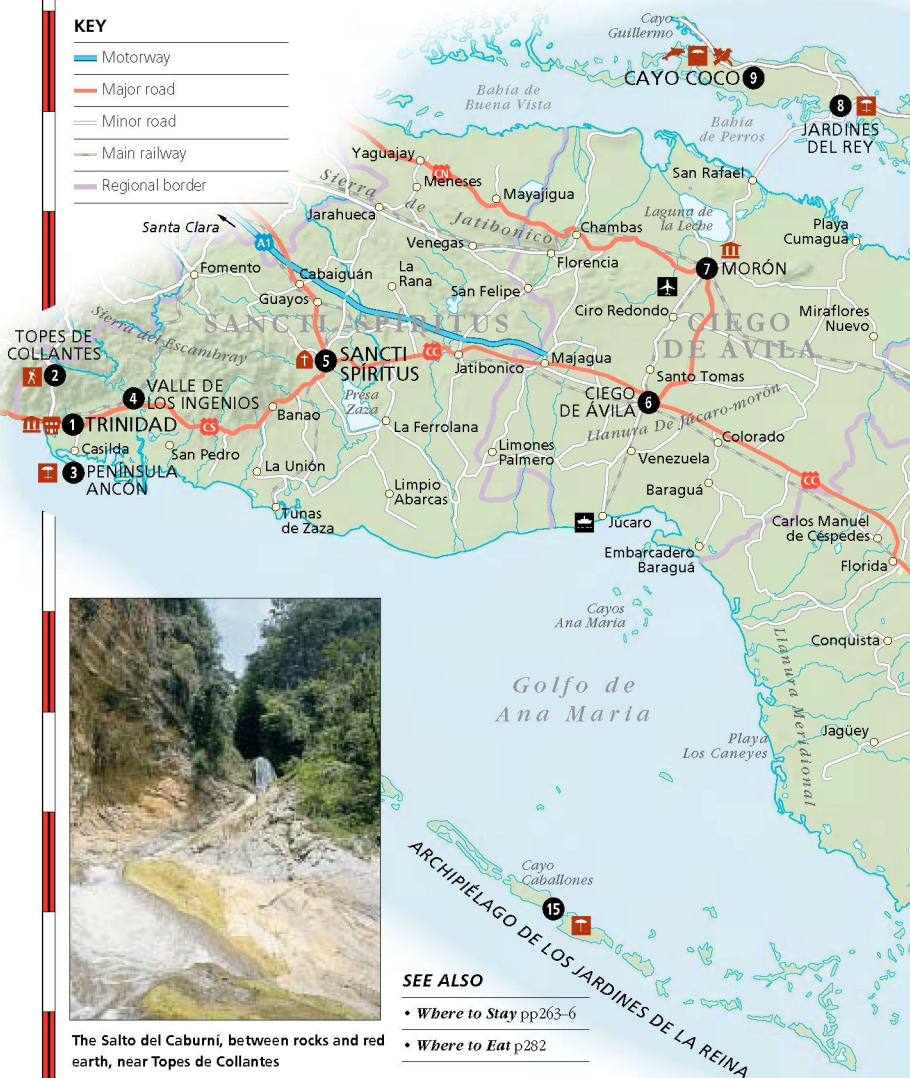 KEY
Motorway
Major road
Minor road
Main railway
Regional border
Cayo
Guillermo
CAYO COCO 9
8
JARDINES
DEL REY
Bahía de
Buena Vista
Bahía
de Perros
Yaguajay
CN
Meneses
Mayajigua
San Rafael
Sierra de Jatibonico
Jarahueca
Santa Clara
A1
Venegas
Chambas
Laguna de
la Leche
Playa
Cumagua
Florencia
7 MORÓN
Fomento
Cabaiguán
La
Rana
San Felipe
Guayos
Ciro Redondo
Miraflores
Nuevo
SANCTI SPÍRITUS
CIEGO
DE ÁVILA
Sierra del Escambray
TOPES DE
COLLANTES
2
5 SANCTI
SPÍRITUS
CC
Jatibonico
Majagua
Santo Tomas
4 VALLE DE
LOS INGENIOS
Presa
Zaza
CIEGO
DE ÁVILA 6
Llanura De Júcaro-morón
1 TRINIDAD
CS
Banao
La Ferrolana
Colorado
Casilda
San Pedro
La Unión
Limones
Palmero
Venezuela
CC
3 PENÍNSULA
ANCÓN
Limpio
Abarcas
Baraguá
Tunas
de Zaza
Júcaro
Carlos Manuel
de Céspedes
Embarcadero
Baraguá
Florida
Cayos
Ana María
Conquista
Llanura Meridional
Golfo de
Ana Maria
Playa
Los Caneyes
Jagüey
Cayo
Caballones
15
ARCHIPIÉLAGO DE LOS JARDINES DE LA REINA
SEE ALSO
• Where to Stay pp263–6
• Where to Eat p282
The Salto del Caburní, between rocks and red
earth, near Topes de Collantes